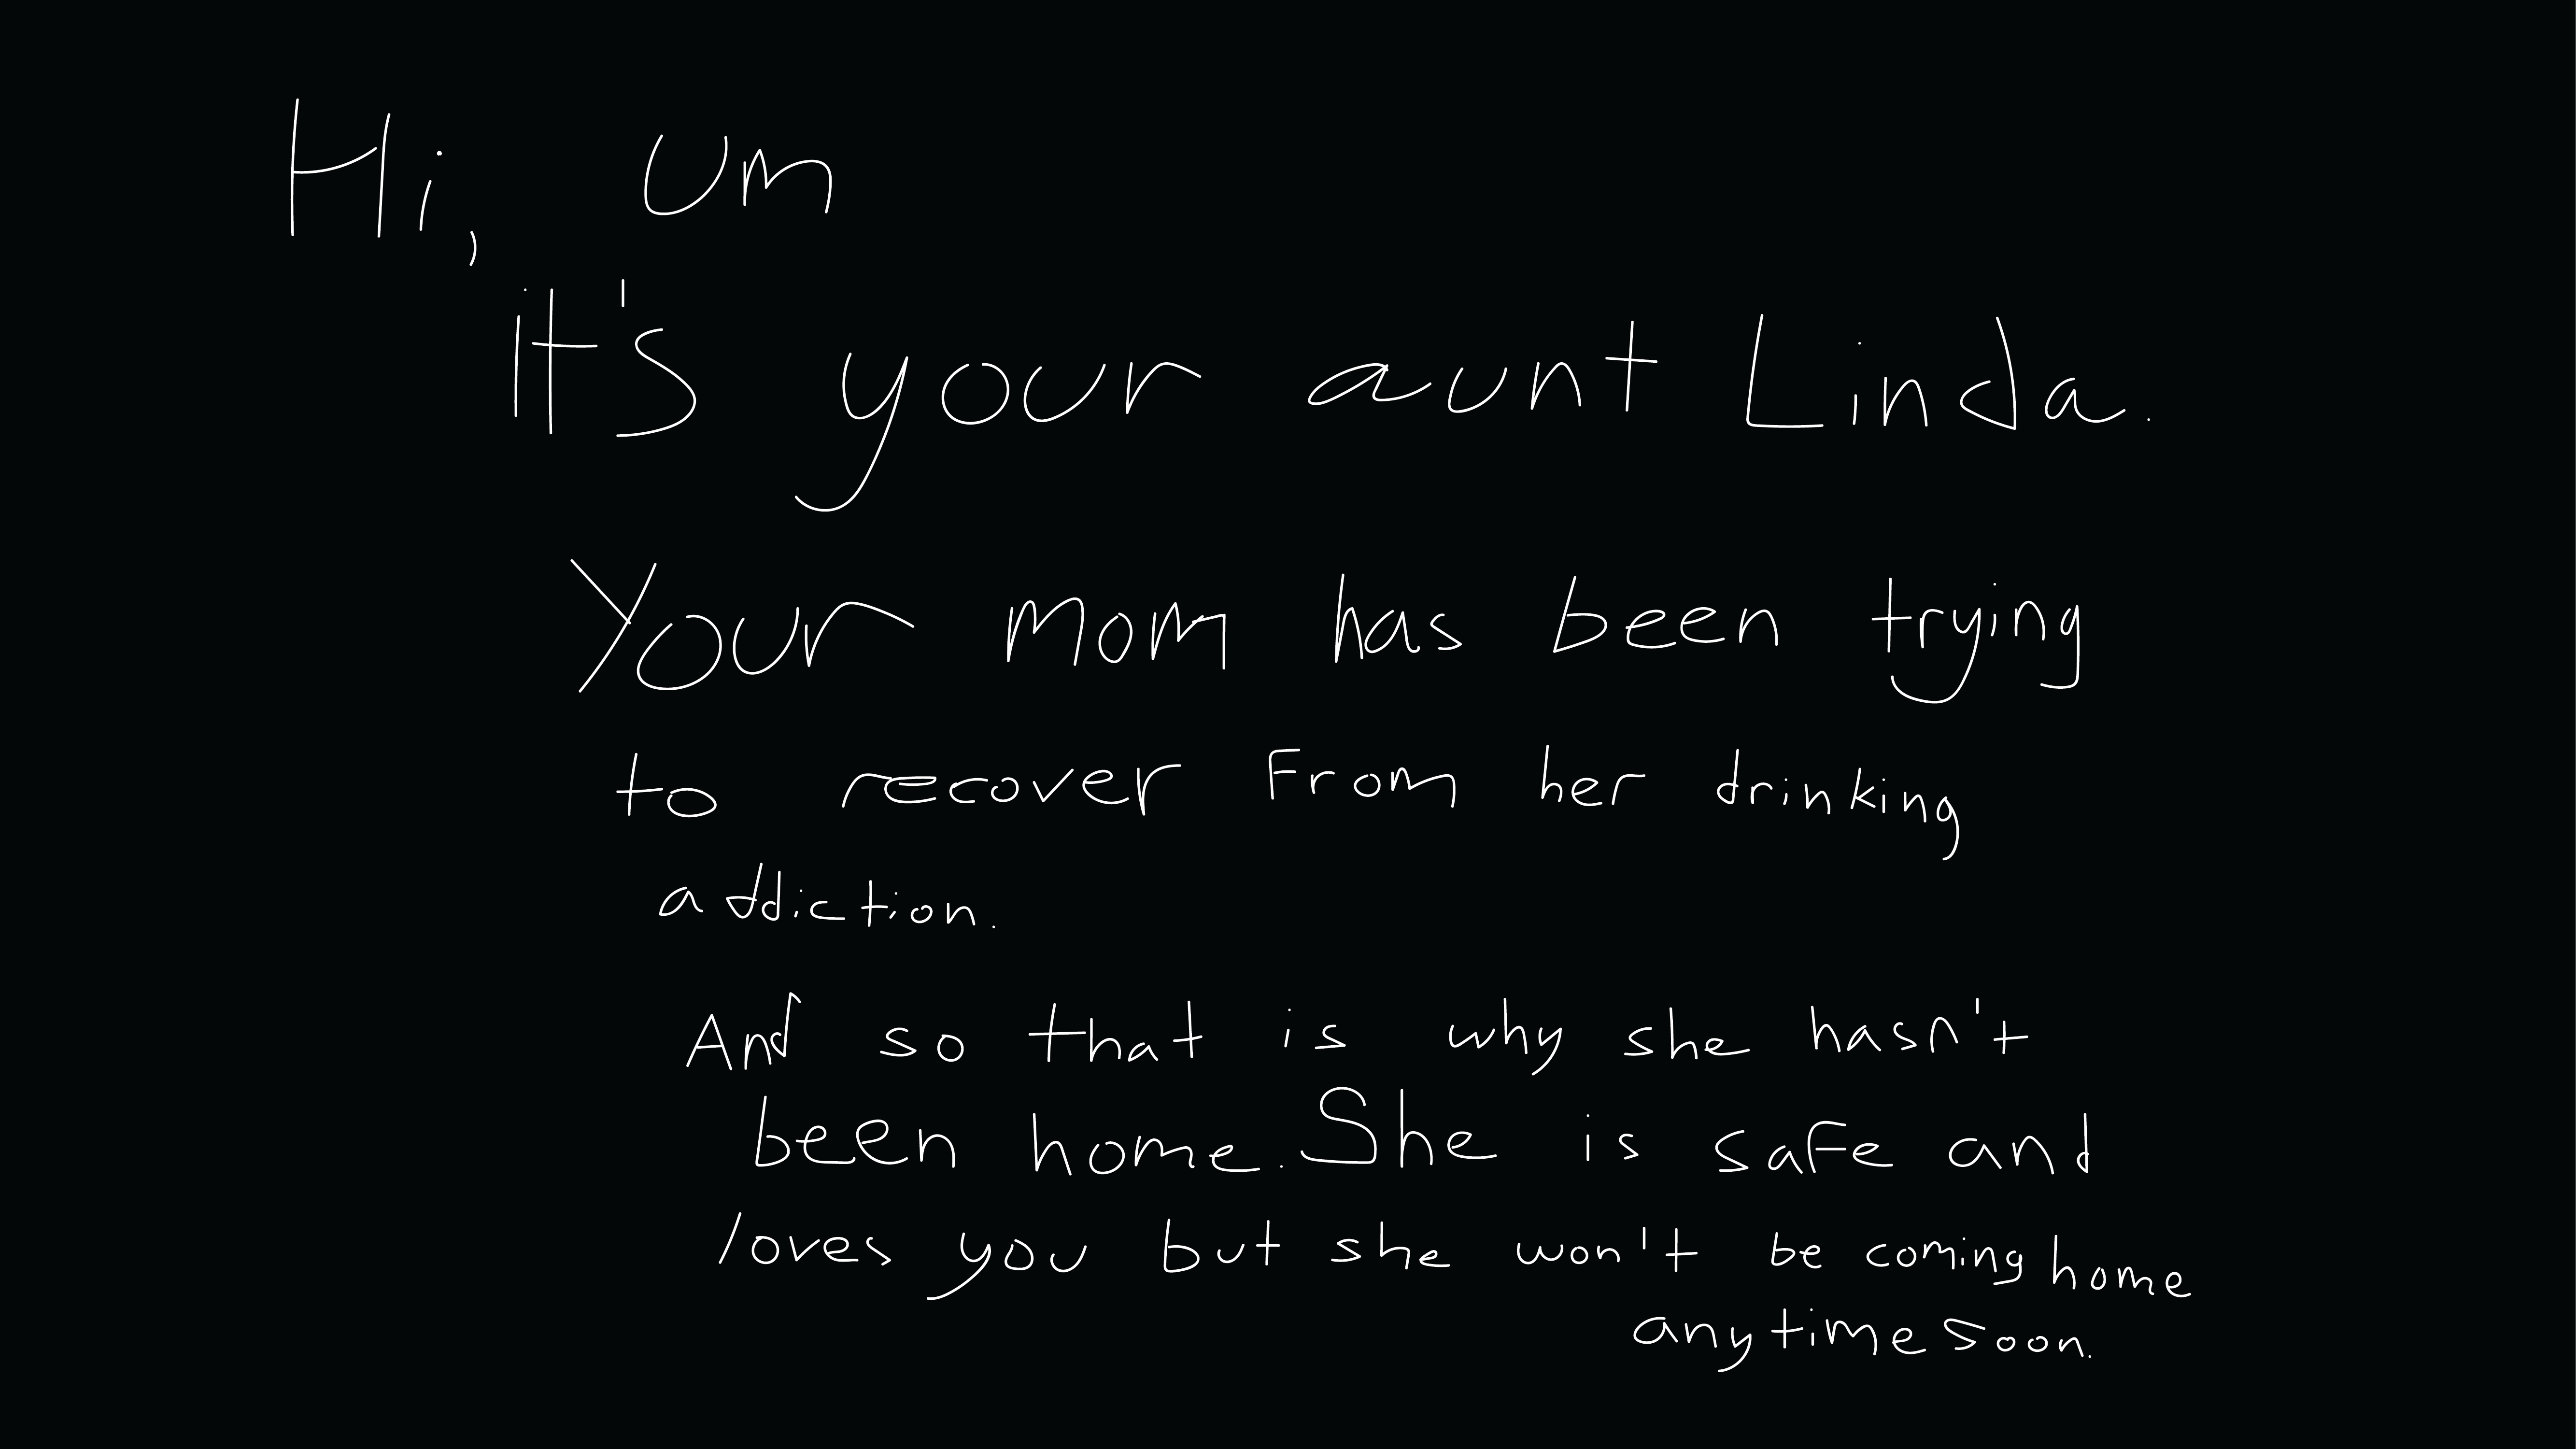 Hi, um
it's your aunt Linda.
Your mom has been trying
to recover From her drinking
addiction.
And so that is why she hasn't
been home. She is safe and
loves you but she won't be coming home
anytime soon.